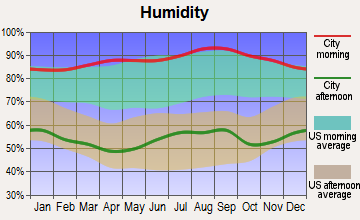 Humidity
100%
90%
80%
70%
60%
50%
40%
30%
Jan Feb Mar Apr May Jun Jul Aug Sep Oct Nov Dec
City
morning
City
afternoon
US morning
average
US afternoon
average